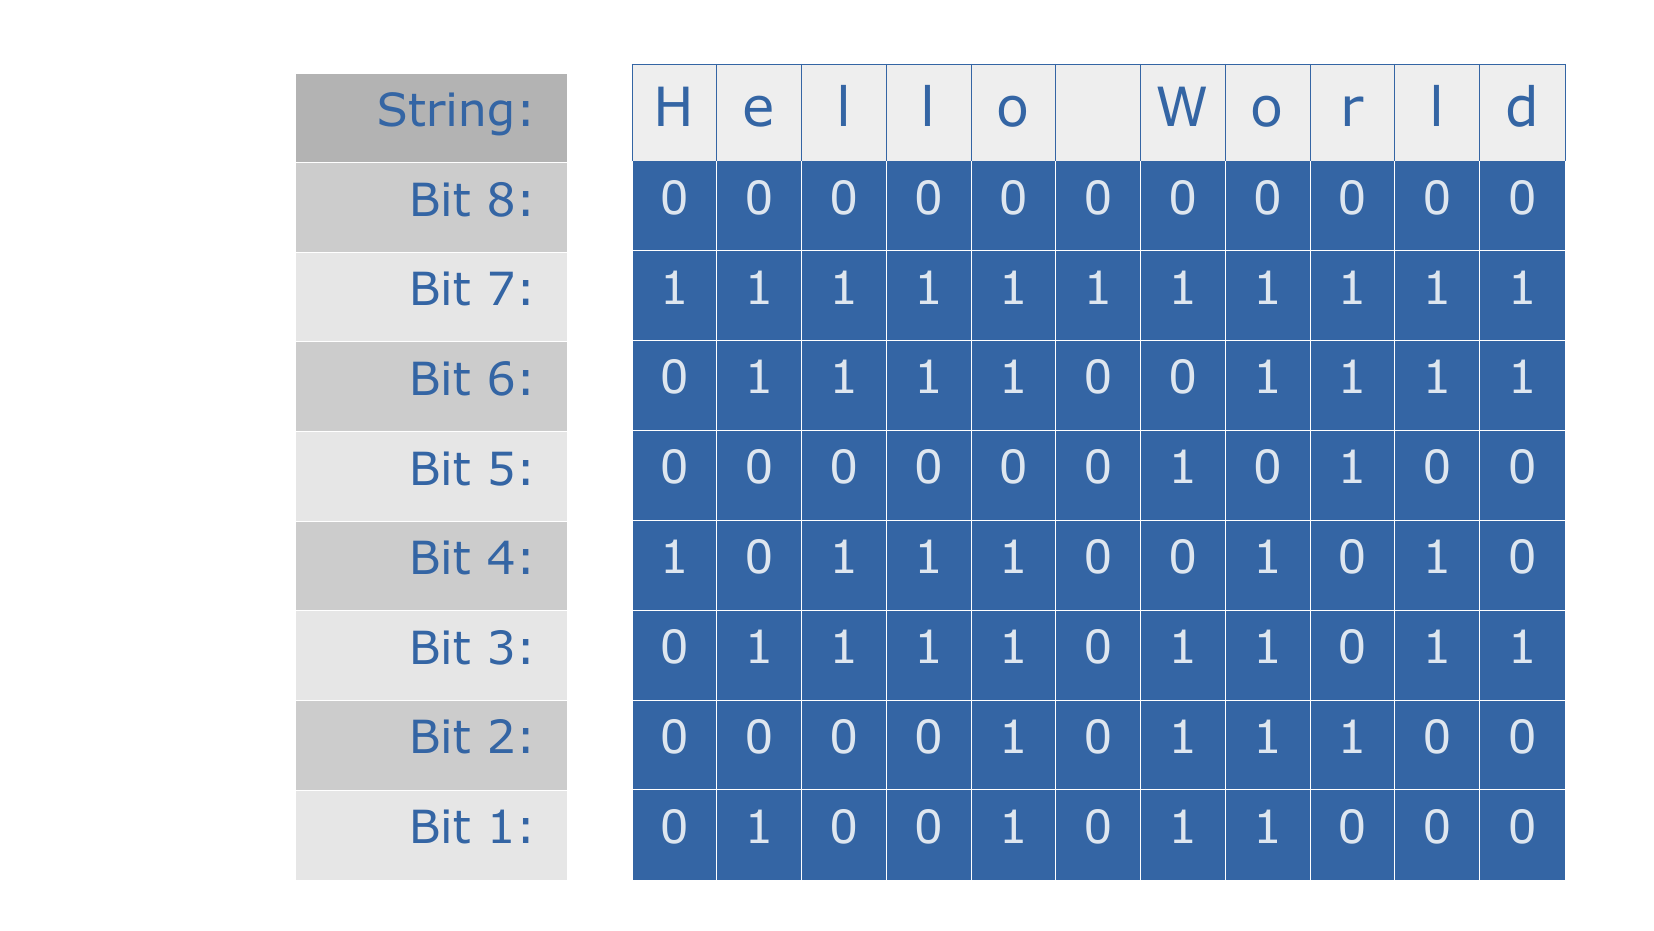 String: H e l l o W o r l d
Bit 8: 0 0 0 0 0 0 0 0 0 0 0
Bit 7: 1 1 1 1 1 1 1 1 1 1 1
Bit 6: 0 1 1 1 1 0 0 1 1 1 1
Bit 5: 0 0 0 0 0 0 1 0 1 0 0
Bit 4: 1 0 1 1 1 0 0 1 0 1 0
Bit 3: 0 1 1 1 1 0 1 1 0 1 1
Bit 2: 0 0 0 0 1 0 1 1 1 0 0
Bit 1: 0 1 0 0 1 0 1 1 0 0 0